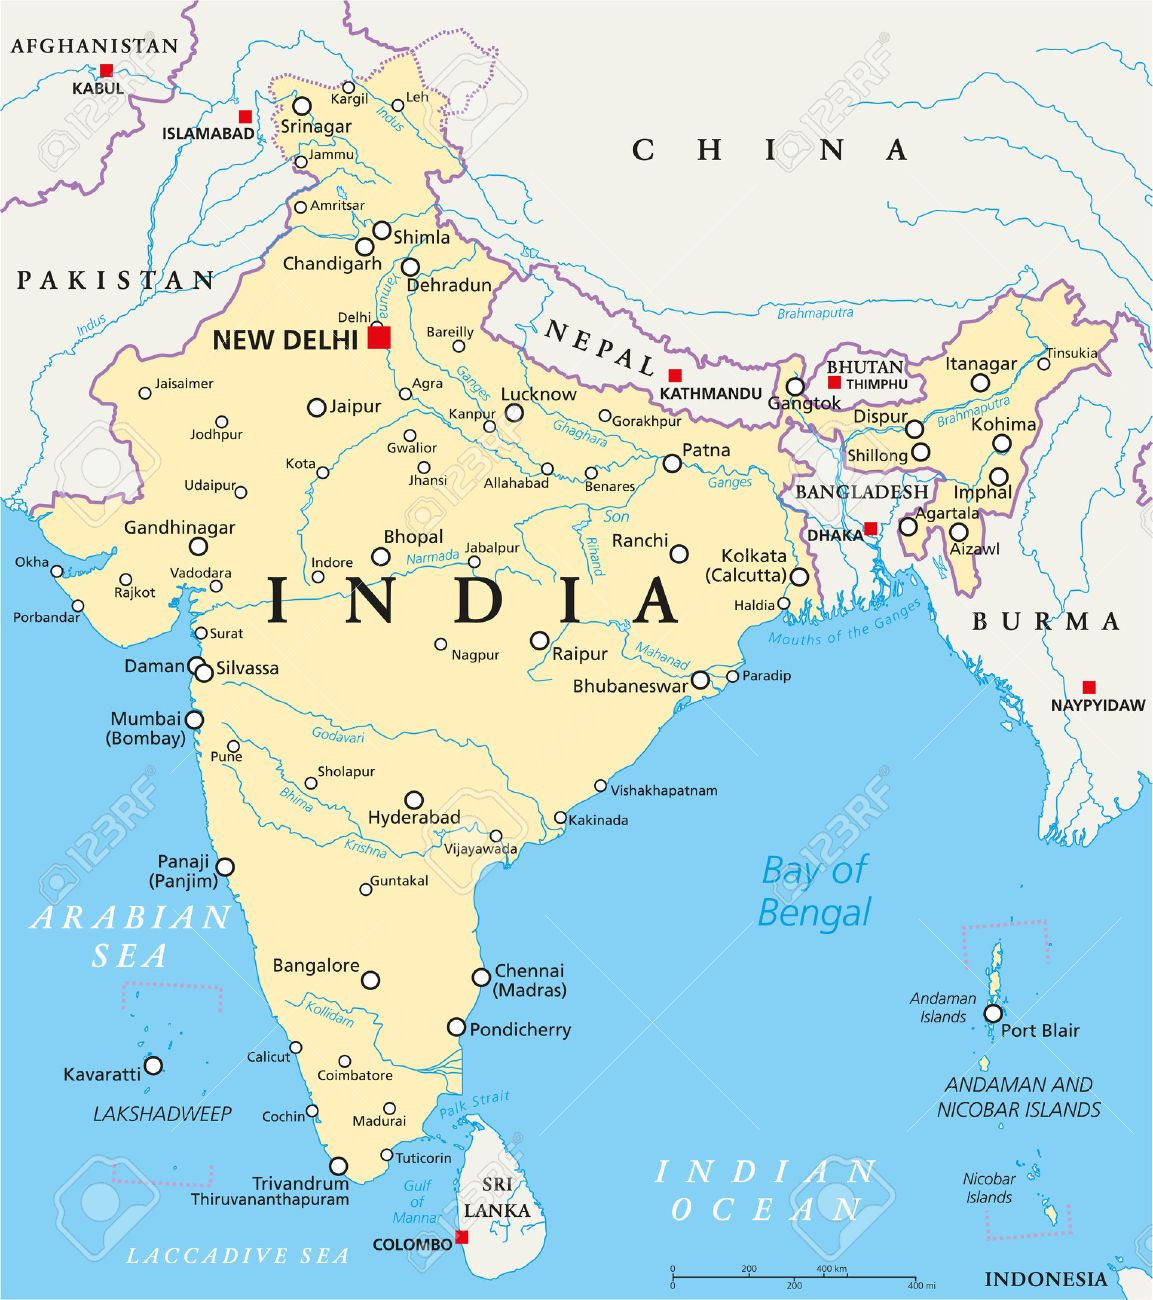 AFGHANISTAN
KABUL
ISLAMABAD
Srinagar
Kargil
Leh
Indus
Jammu
CHINA
Amritsar
Shimla
Chandigarh
Dehradun
PAKISTAN
Indus
Yamuna
Delhi
NEW DELHI
Bareilly
NEPAL
KATHMANDU
Brahmaputra
BHUTAN
THIMPHU
Itanagar
Tinsukia
Jaisalmer
Jaipur
Agra
Ganges
Lucknow
Kanpur
Gorakhpur
Gangtok
Dispur
Brahmaputra
Kohima
Jodhpur
Gwalior
Ghaghara
Patna
Shillong
Kota
Jhansi
Allahabad
Benares
Ganges
Udaipur
BANGLADESH
Imphal
Gandhinagar
Bhopal
Son
Rihand
Ranchi
Agartala
DHAKA
Aizawl
Okha
Vadodara
Rajkot
Indore
Narmada
Jabalpur
Kolkata
(Calcutta)
Porbandar
INDIA
Haldia
Mouths of the Ganges
BURMA
Surat
Nagpur
Raipur
Mahanad
Daman
Silvassa
Bhubaneswar
Paradip
NAYPYIDAW
Mumbai
(Bombay)
Godavari
Pune
Sholapur
Bhima
Hyderabad
Vishakhapatnam
Kakinada
Krishna
Vijayawada
Panaji
(Panjim)
Guntakal
Bay of
Bengal
ARABIAN
SEA
Bangalore
Chennai
(Madras)
Andaman
Islands
Port Blair
Kollidam
Pondicherry
Calicut
Coimbatore
Kavaratti
LAKSHADWEEP
ANDAMAN AND
NICOBAR ISLANDS
Cochin
Madurai
Palk Strait
Tuticorin
Trivandrum
Thiruvananthapuram
Gulf
of
Mannar
SRI
LANKA
COLOMBO
INDIAN
OCEAN
Nicobar
Islands
LACCADIVE SEA
0 200 400 km
0 200 400 mi
INDONESIA
123RF